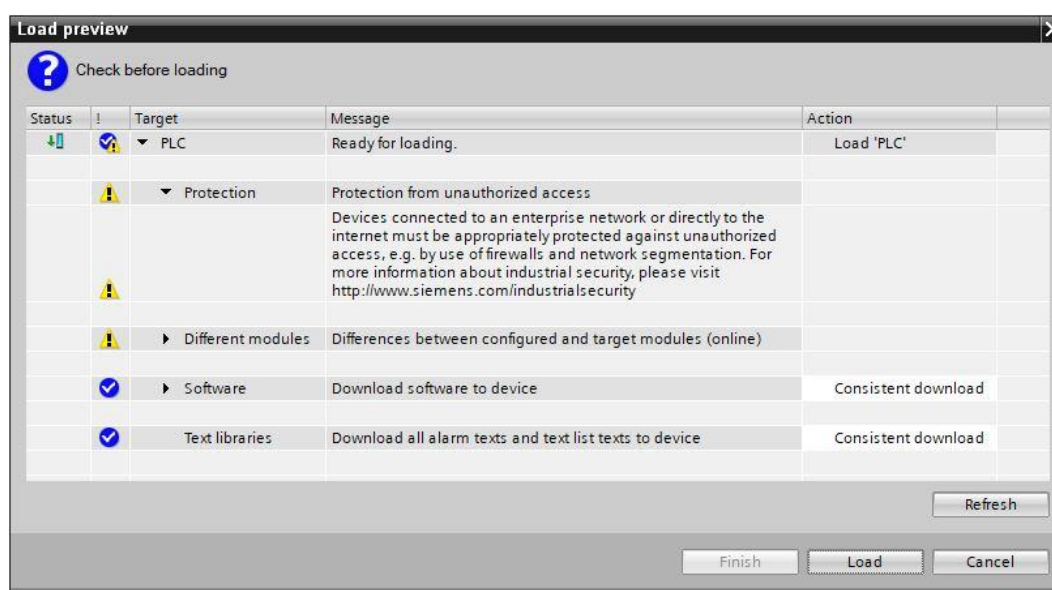 Load preview
Check before loading
Status ! Target Message Action
PLC Ready for loading. Load 'PLC'
Protection Protection from unauthorized access
Devices connected to an enterprise network or directly to the
internet must be appropriately protected against unauthorized
access, e.g. by use of firewalls and network segmentation. For
more information about industrial security, please visit
http://www.siemens.com/industrialsecurity
Different modules Differences between configured and target modules (online)
Software Download software to device Consistent download
Text libraries Download all alarm texts and text list texts to device Consistent download
Refresh
Finish Load Cancel